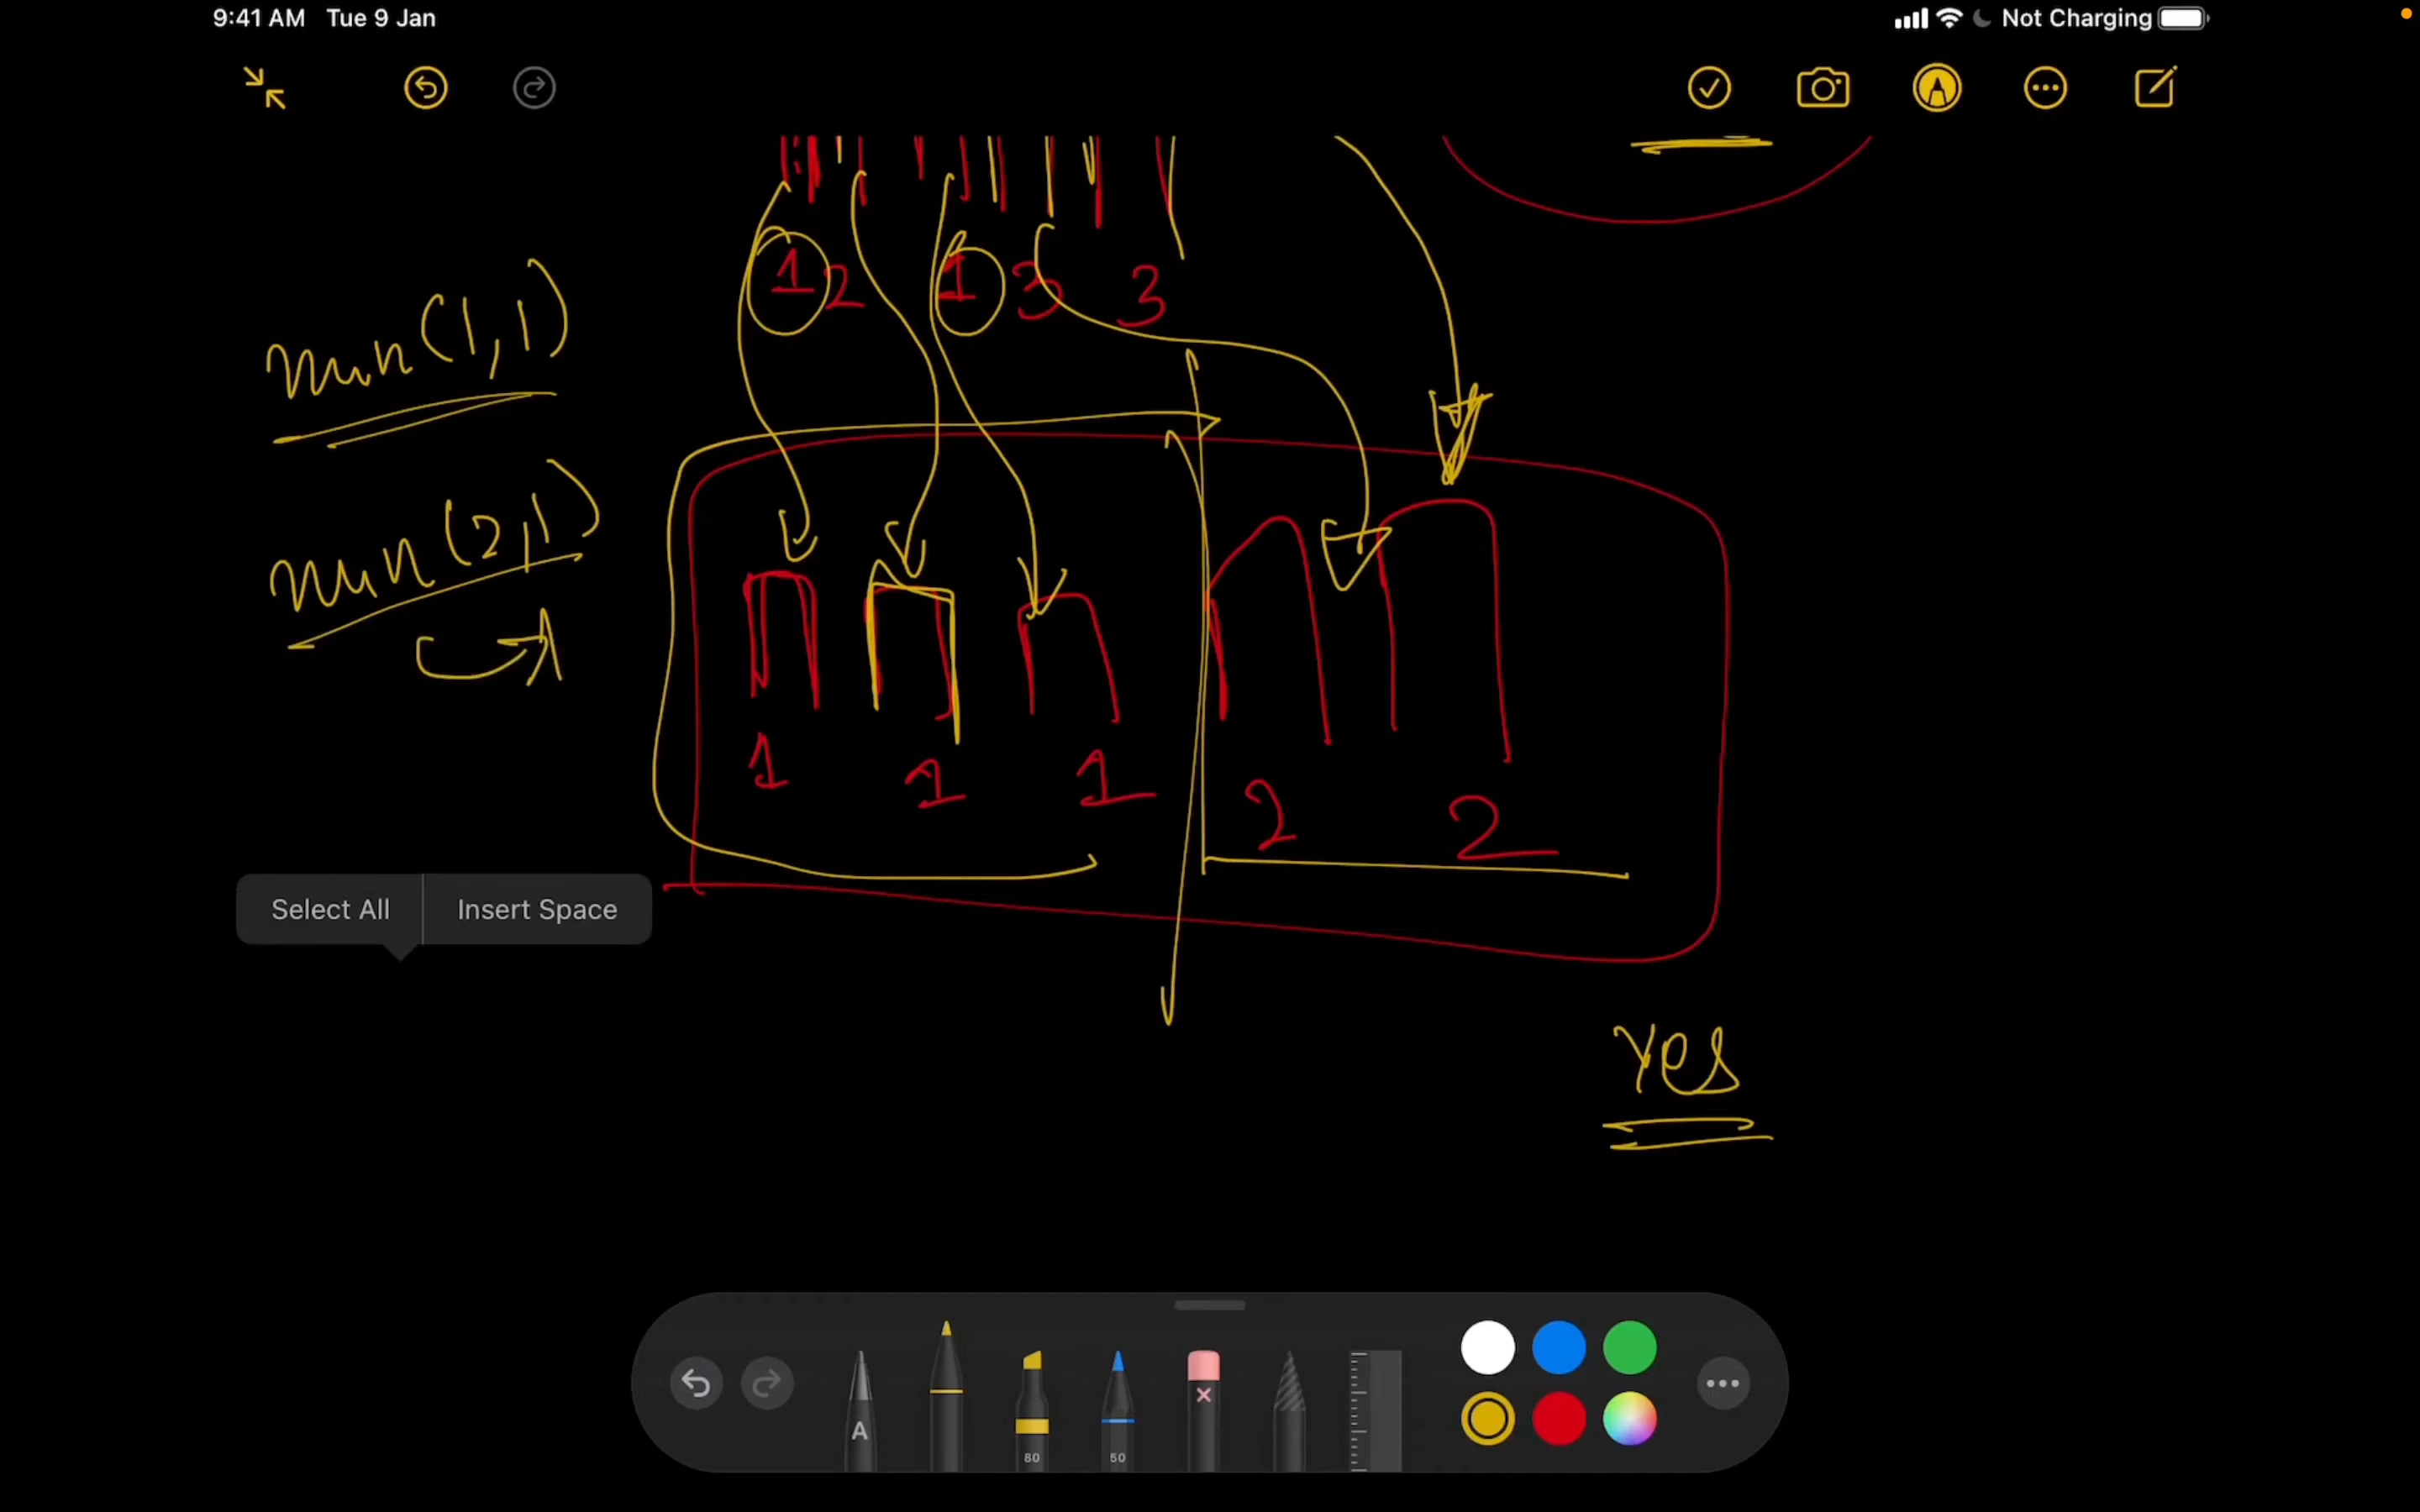 9:41 AM Tue 9 Jan
Not Charging
1 2 1 3 3
min(1,1)
min(2,1)
1 1 1 2 2
Select All Insert Space
Yes
A
80
50